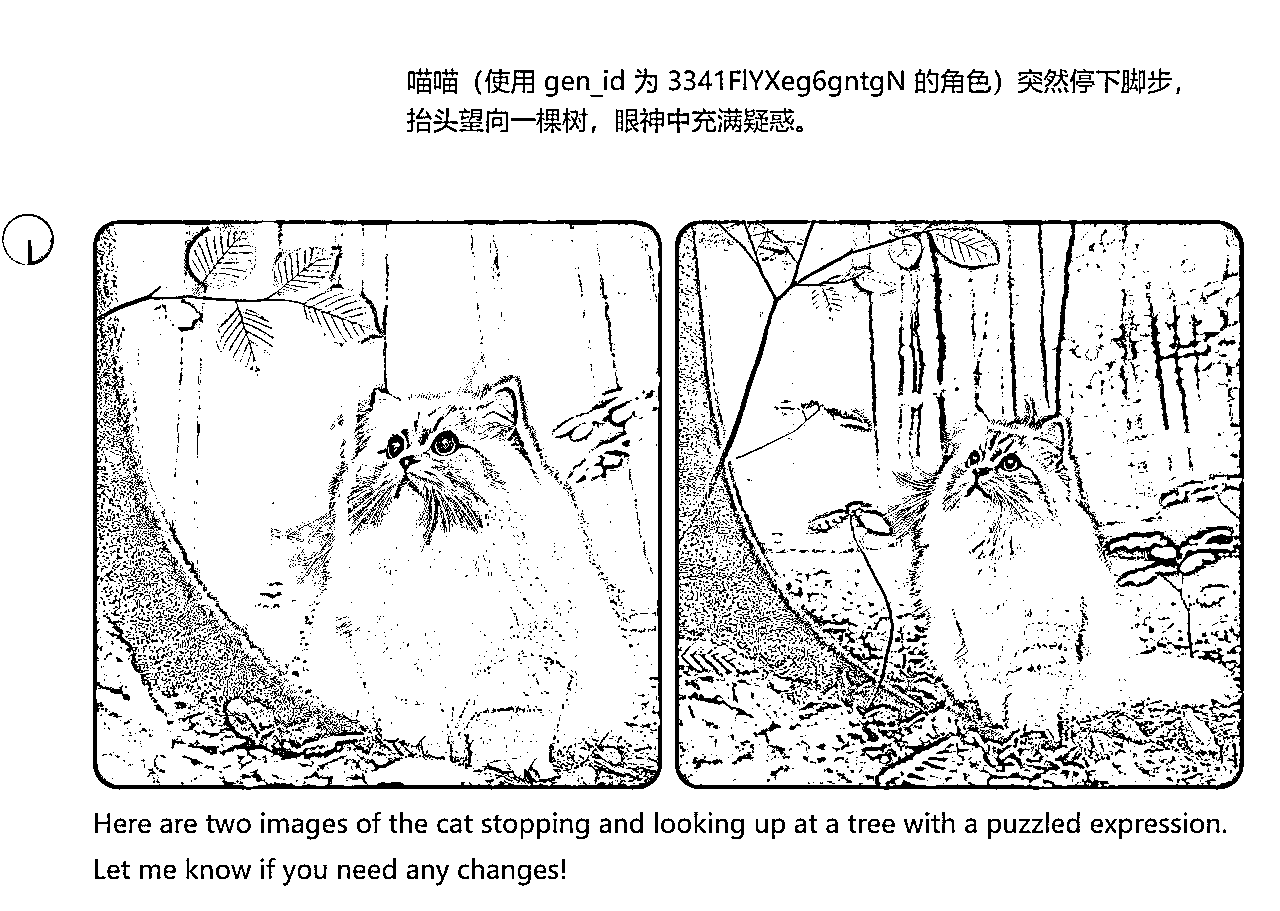 喵喵（使用 gen_id 为 3341FlYXeg6gntgN 的角色）突然停下脚步，
抬头望向一棵树，眼神中充满疑惑。
Here are two images of the cat stopping and looking up at a tree with a puzzled expression.
Let me know if you need any changes!